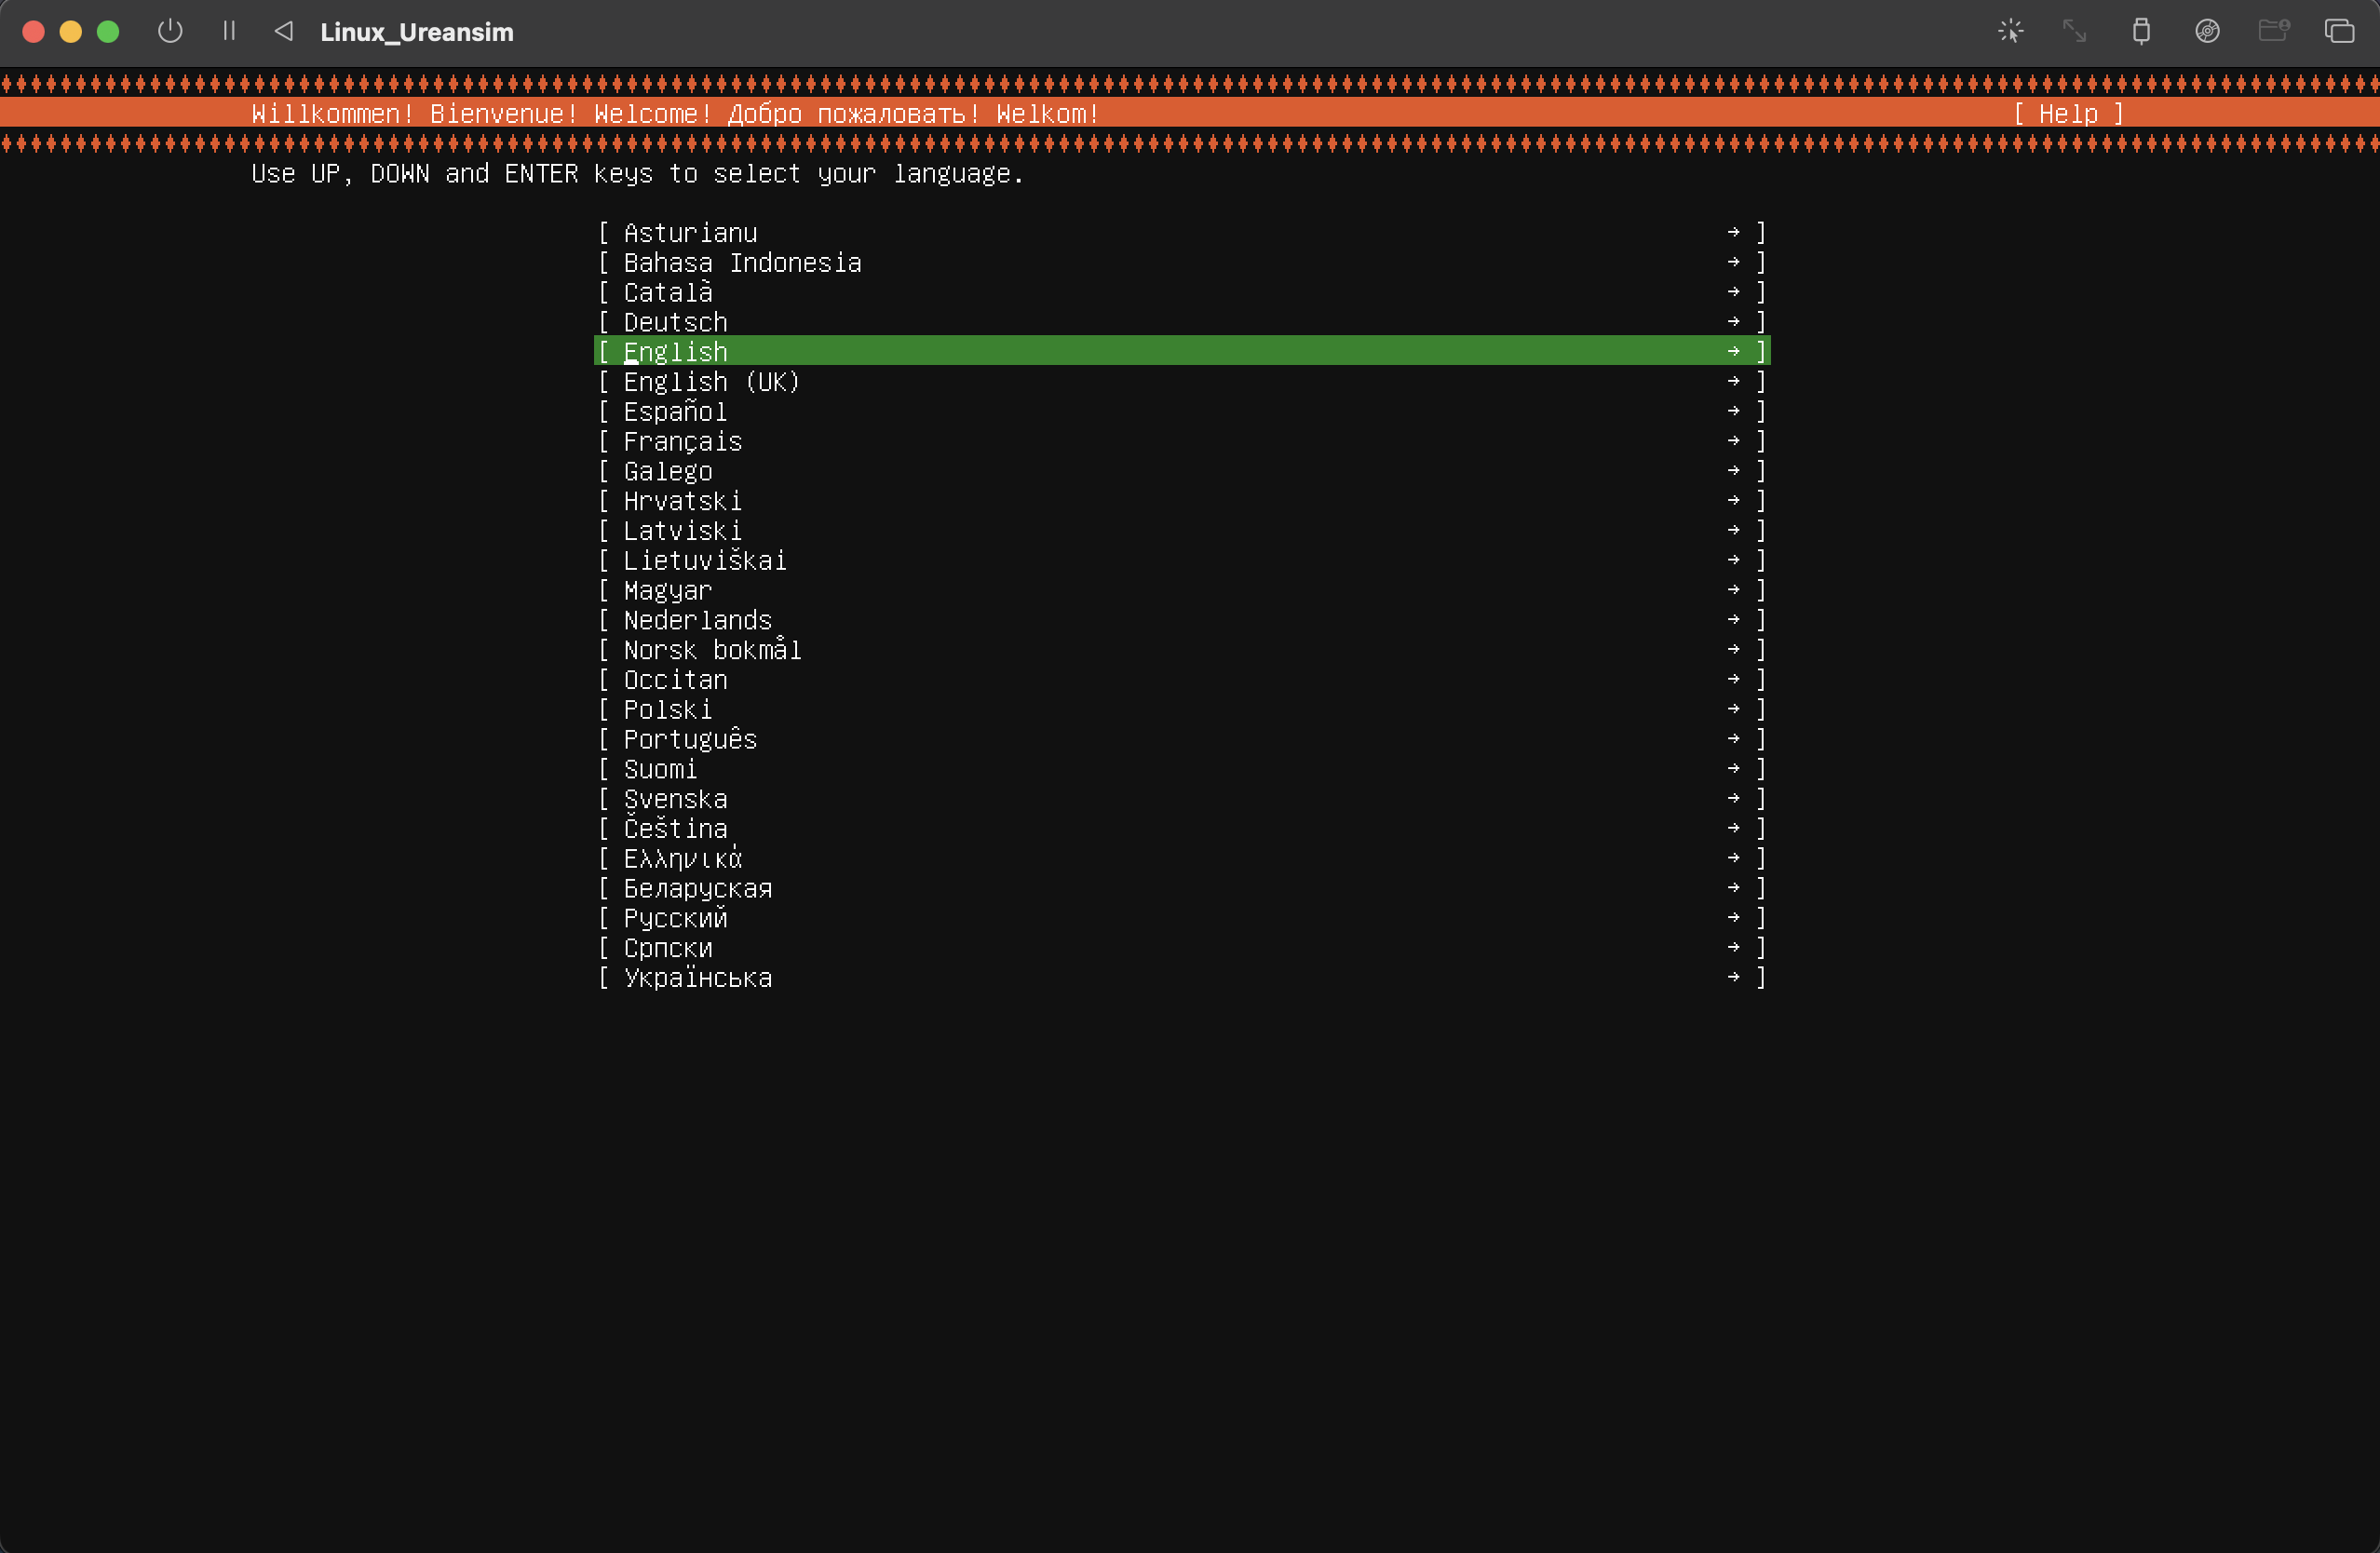 Linux_Ureansim
Willkommen! Bienvenue! Welcome! Добро пожаловать! Welkom! [ Help ]
Use UP, DOWN and ENTER keys to select your language.
[ Asturianu → ]
[ Bahasa Indonesia → ]
[ Català → ]
[ Deutsch → ]
[ English → ]
[ English (UK) → ]
[ Español → ]
[ Français → ]
[ Galego → ]
[ Hrvatski → ]
[ Latviski → ]
[ Lietuviškai → ]
[ Magyar → ]
[ Nederlands → ]
[ Norsk bokmål → ]
[ Occitan → ]
[ Polski → ]
[ Português → ]
[ Suomi → ]
[ Svenska → ]
[ Čeština → ]
[ Ελληνικά → ]
[ Беларуская → ]
[ Русский → ]
[ Српски → ]
[ Українська → ]